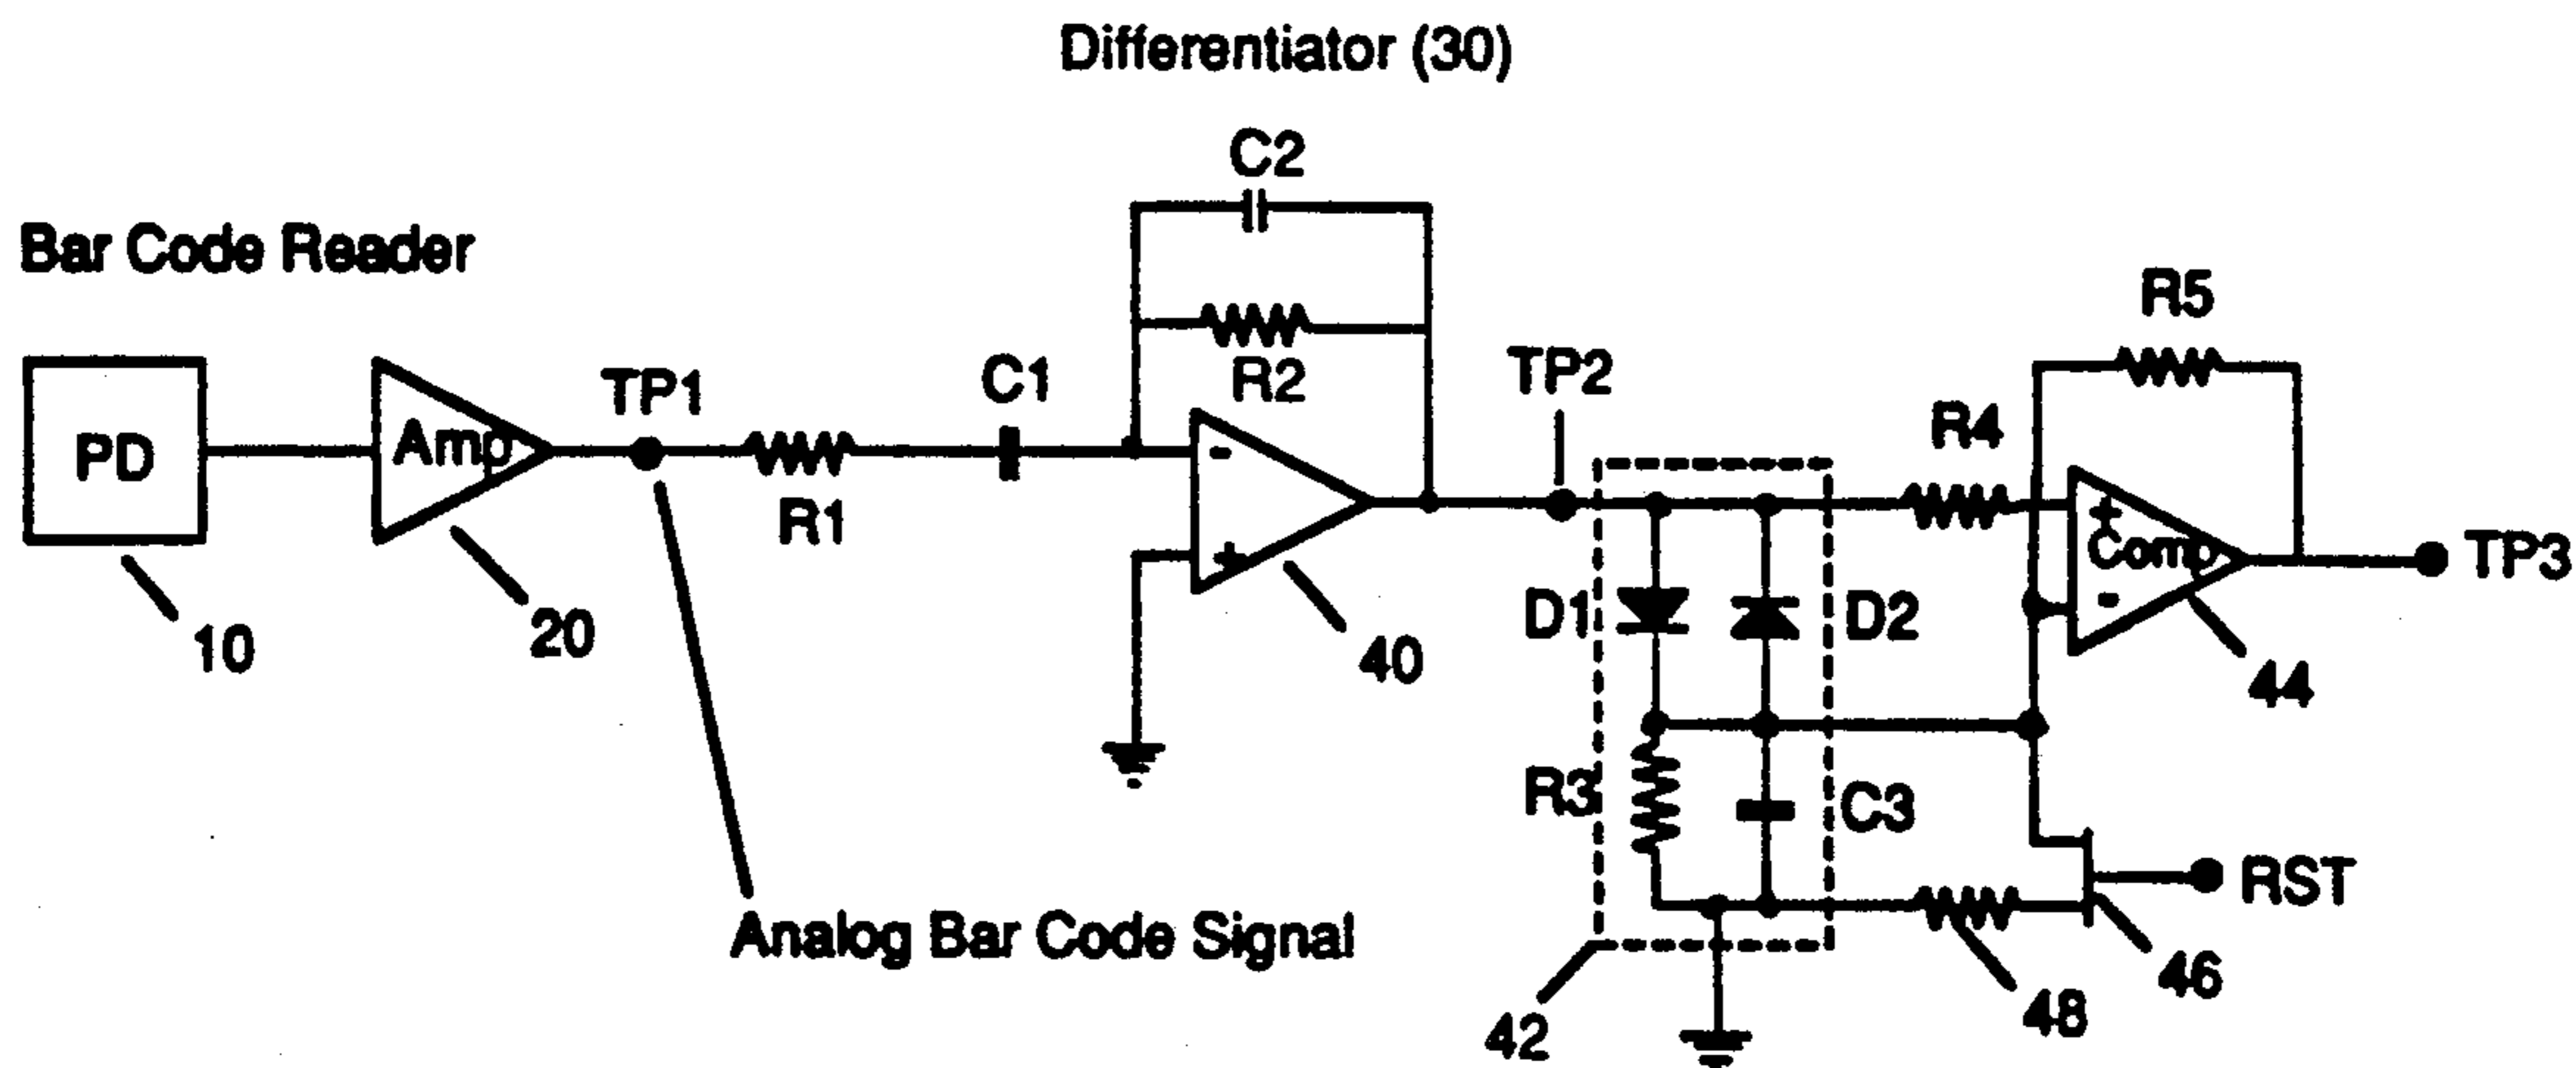 Differentiator (30)
C2
Bar Code Reader
R2
R5
PD
Amp
TP1
R1
C1
-
+
TP2
R4
+
Comp
-
TP3
10
20
40
D1
D2
44
R3
C3
RST
Analog Bar Code Signal
42
48
46